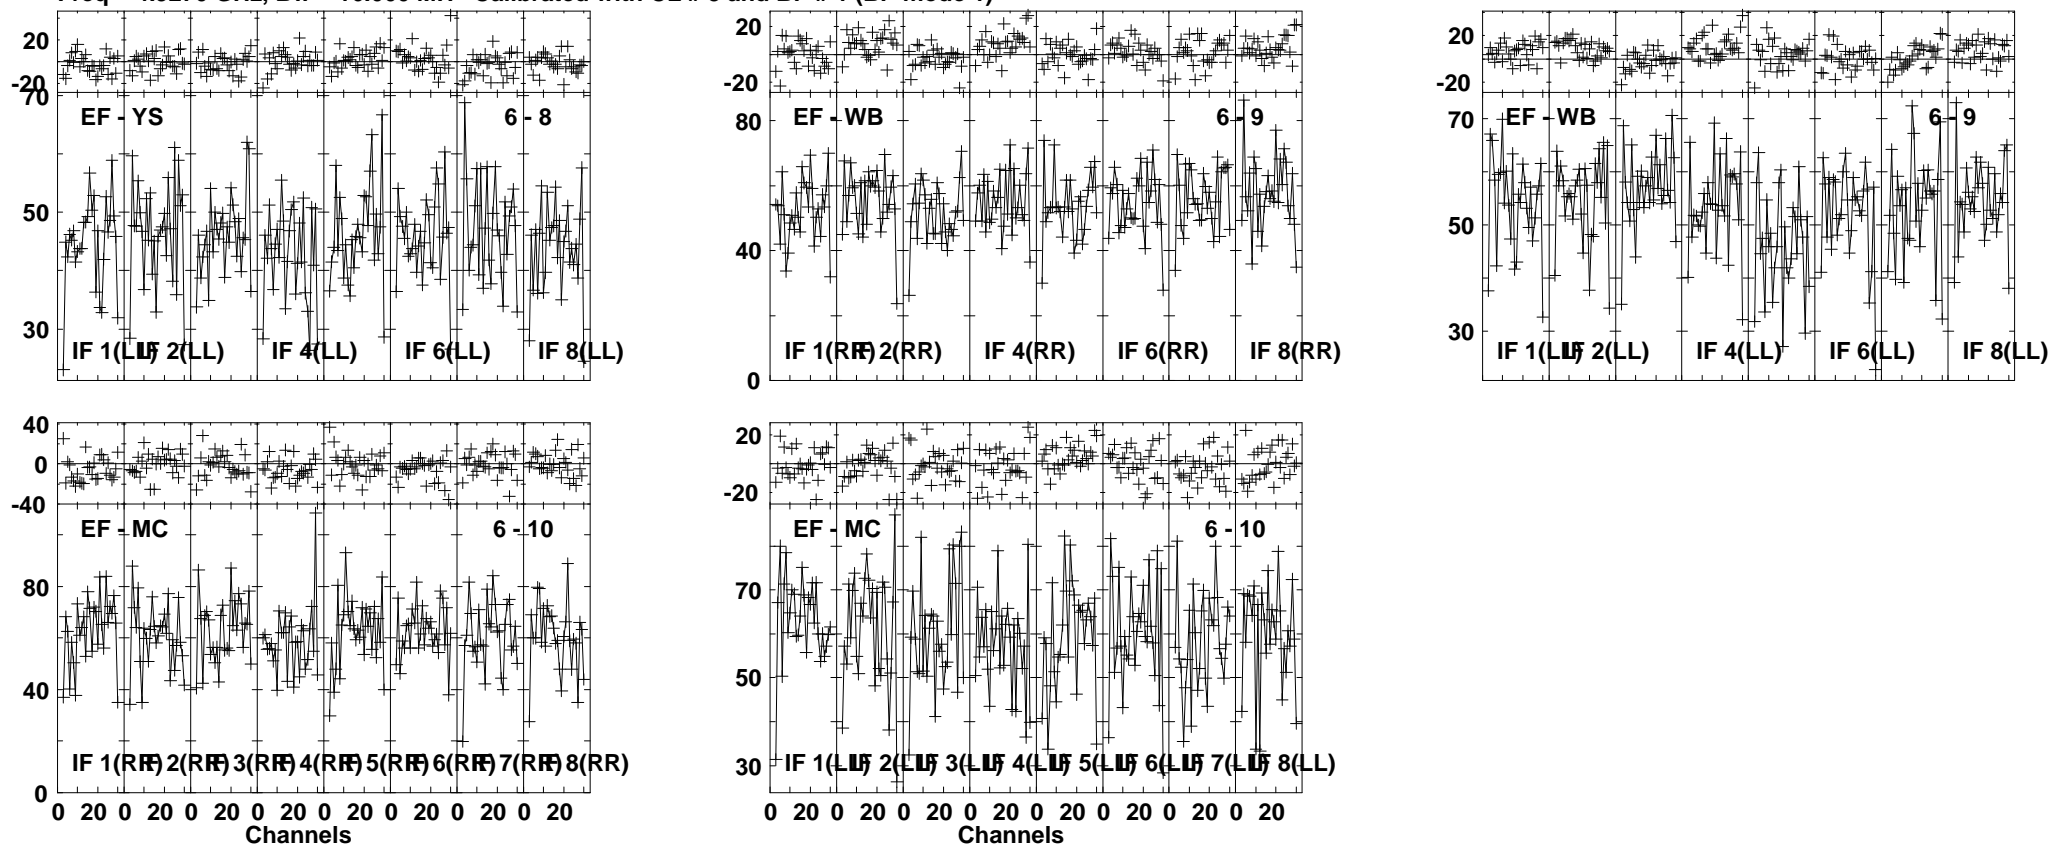 20
-20
70
EF - YS
6 - 8
50
30
IF 1(LL)
IF 2(LL)
IF 4(LL)
IF 6(LL)
IF 8(LL)
20
-20
80
EF - WB
6 - 9
40
IF 1(RR)
IF 2(RR)
IF 4(RR)
IF 6(RR)
IF 8(RR)
0
20
-20
70
EF - WB
6 - 9
50
30
IF 1(LL)
IF 2(LL)
IF 4(LL)
IF 6(LL)
IF 8(LL)
40
0
-40
EF - MC
6 - 10
80
40
IF 1(RR)
IF 2(RR)
IF 3(RR)
IF 4(RR)
IF 5(RR)
IF 6(RR)
IF 7(RR)
IF 8(RR)
0
0 20 0 20 0 20 0 20 0 20 0 20 0 20 0 20
Channels
20
-20
EF - MC
6 - 10
70
50
30
IF 1(LL)
IF 2(LL)
IF 3(LL)
IF 4(LL)
IF 5(LL)
IF 6(LL)
IF 7(LL)
IF 8(LL)
0 20 0 20 0 20 0 20 0 20 0 20 0 20 0 20
Channels